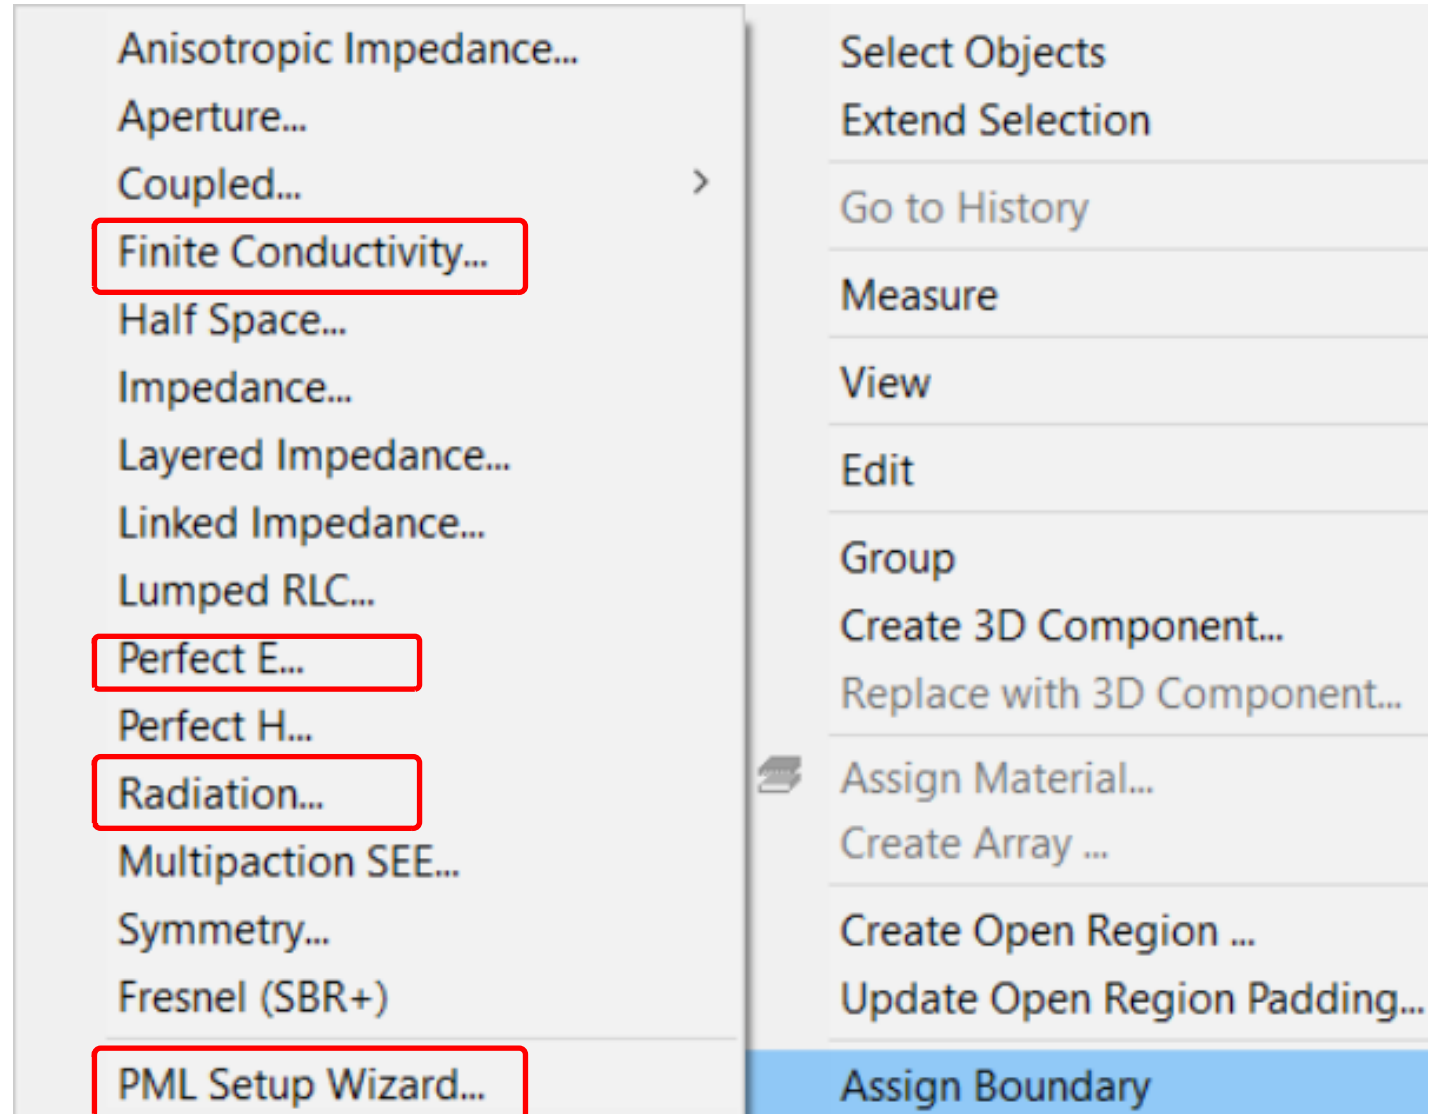 Anisotropic Impedance...
Aperture...
Coupled...
Finite Conductivity...
Half Space...
Impedance...
Layered Impedance...
Linked Impedance...
Lumped RLC...
Perfect E...
Perfect H...
Radiation...
Multipaction SEE...
Symmetry...
Fresnel (SBR+)
PML Setup Wizard...
Select Objects
Extend Selection
Go to History
Measure
View
Edit
Group
Create 3D Component...
Replace with 3D Component...
Assign Material...
Create Array ...
Create Open Region ...
Update Open Region Padding...
Assign Boundary